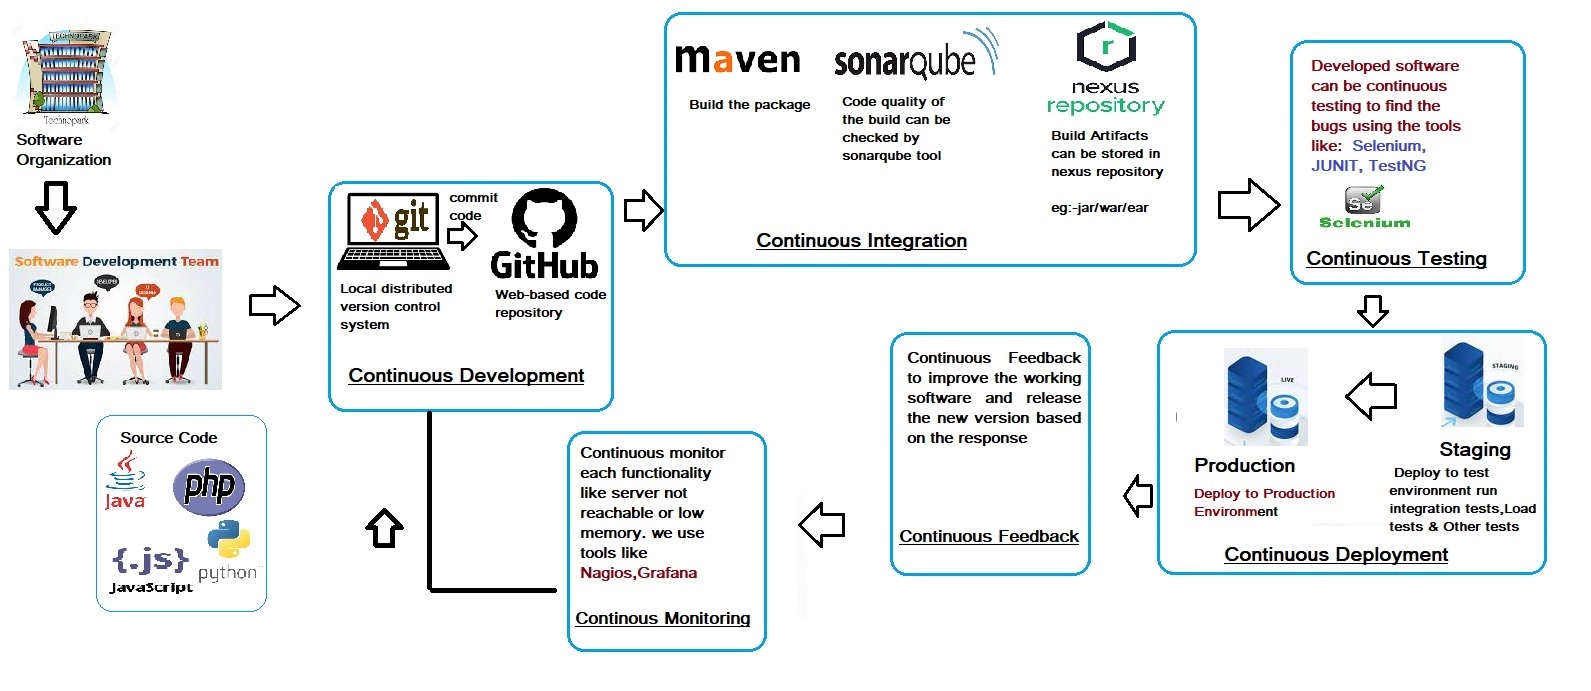 TECHNOPARK
Technopark
Software
Organization
Software Development Team
PRODUCT
MANAGER
DEVELOPER
Source Code
Java
php
{.js}
JavaScript
python
git
commit
code
GitHub
Local distributed
version control
system
Web-based code
repository
Continuous Development
maven
Build the package
sonarqube
Code quality of
the build can be
checked by
sonarqube tool
r
nexus
repository
Build Artifacts
can be stored in
nexus repository
eg:-jar/war/ear
Continuous Integration
Developed software
can be continuous
testing to find the
bugs using the tools
like: Selenium,
JUNIT, TestNG
Se
Selenium
Continuous Testing
STAGING
Staging
Deploy to test
environment run
integration tests,Load
tests & Other tests
LIVE
Production
Deploy to Production
Environment
Continuous Deployment
Continuous Feedback
to improve the working
software and release
the new version based
on the response
Continuous Feedback
Continuous monitor
each functionality
like server not
reachable or low
memory. we use
tools like
Nagios,Grafana
Continous Monitoring